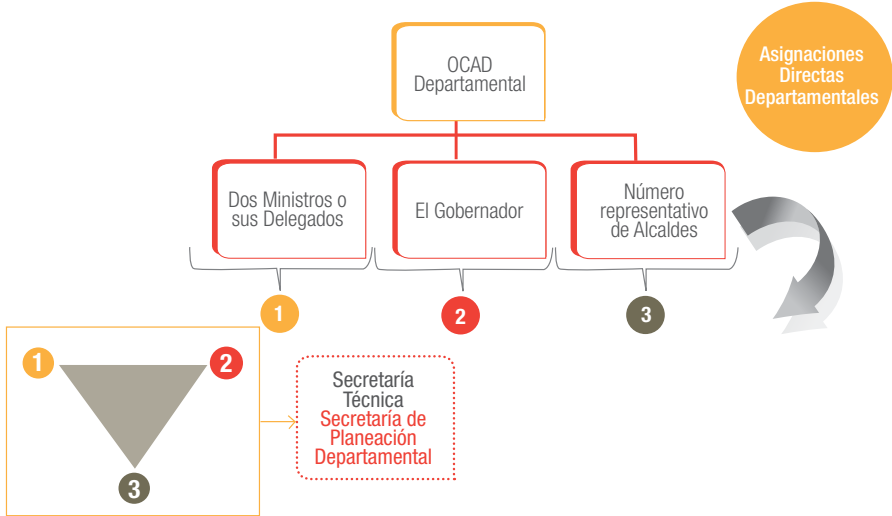 OCAD
Departamental
Asignaciones
Directas
Departamentales
Dos Ministros o
sus Delegados
El Gobernador
Número
representativo
de Alcaldes
1
2
3
1
2
3
Secretaría
Técnica
Secretaría de
Planeación
Departamental